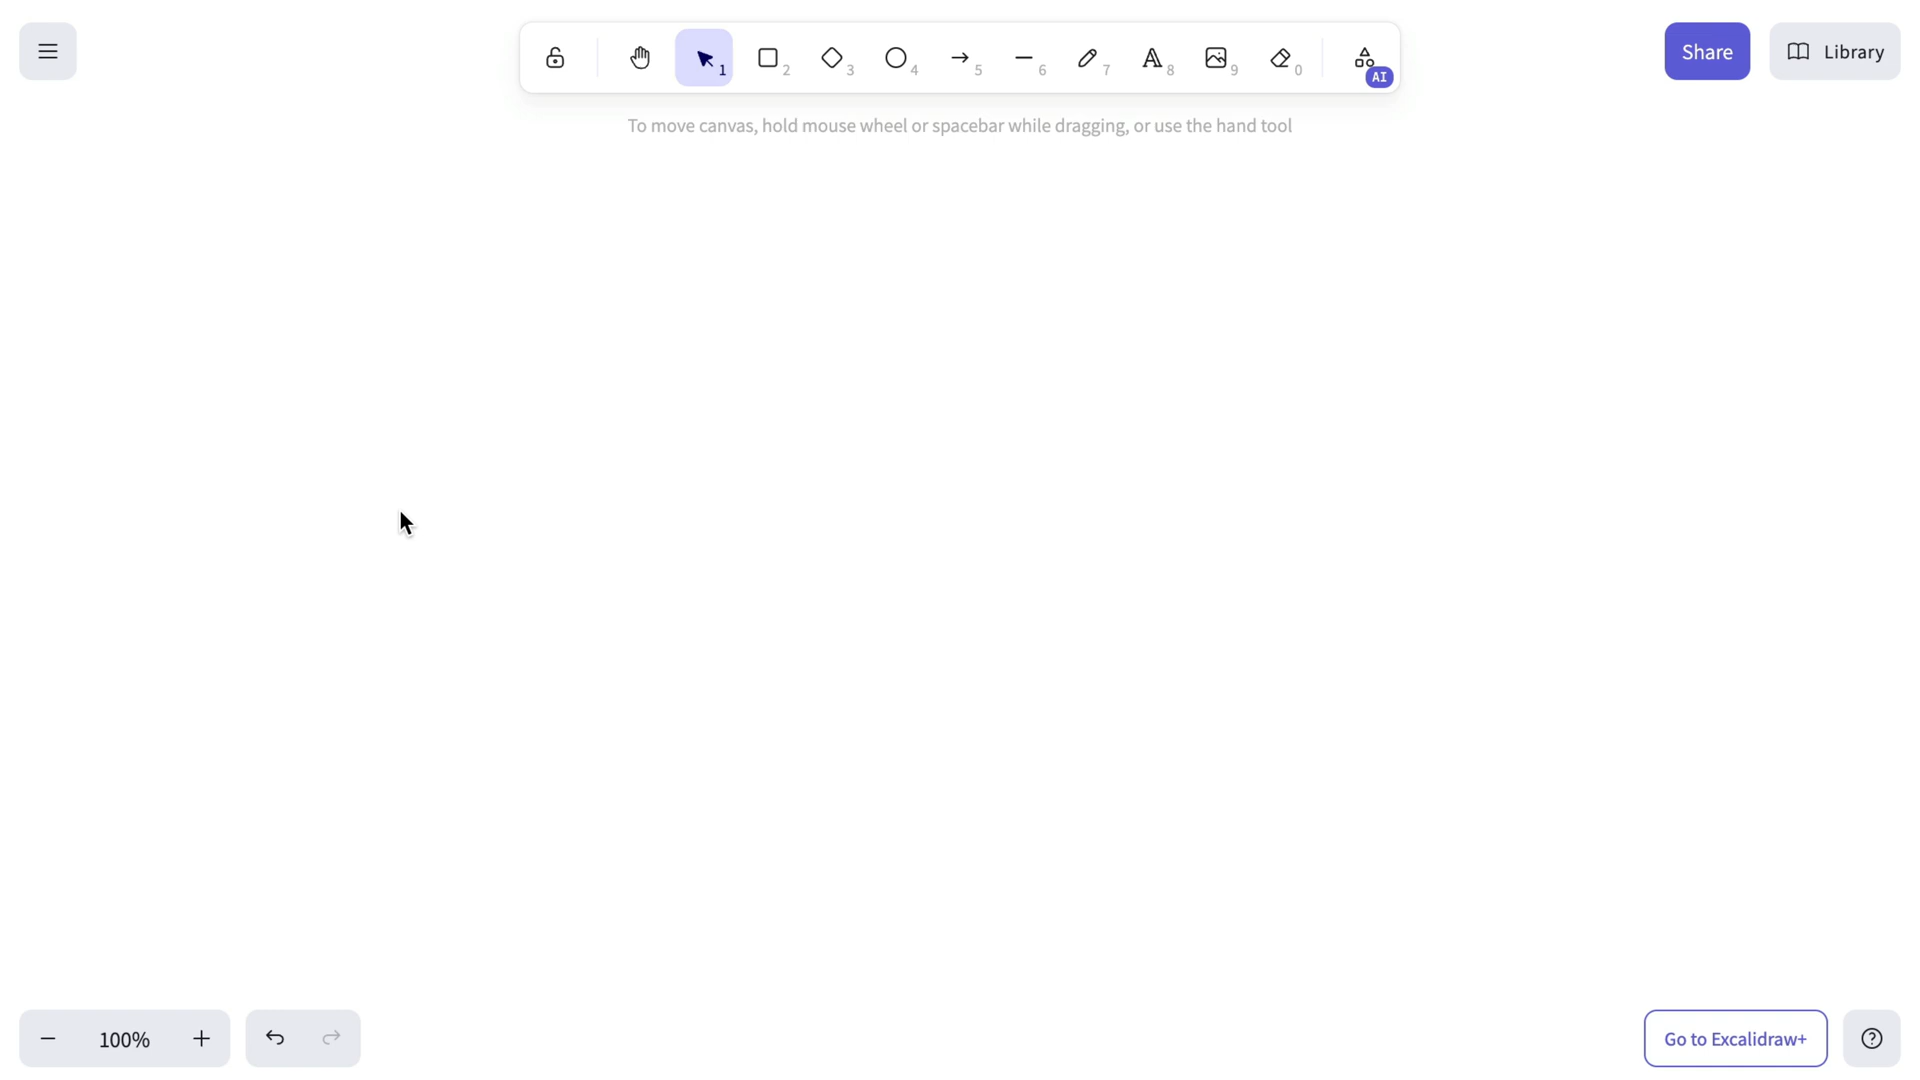 1 2 3 4 5 6 7 8 9 0 AI
Share Library
To move canvas, hold mouse wheel or spacebar while dragging, or use the hand tool
100%
Go to Excalidraw+